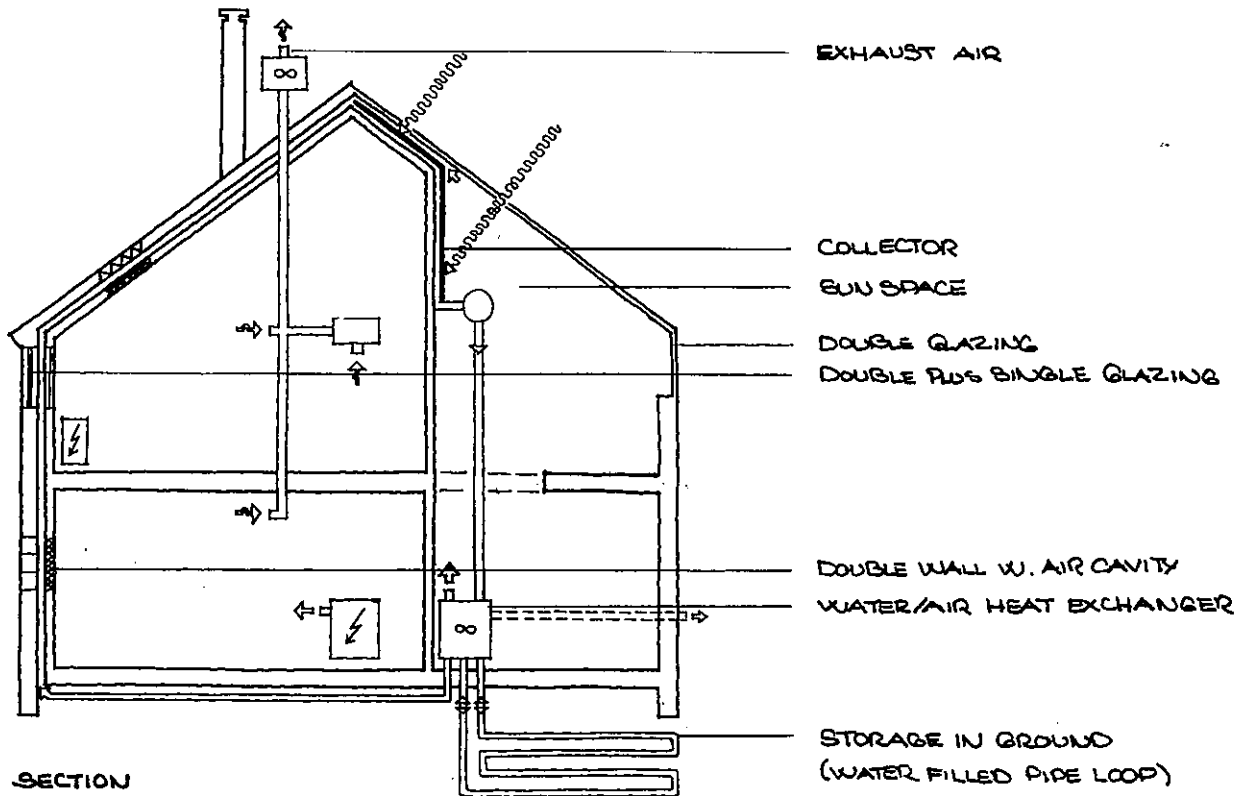 EXHAUST AIR
COLLECTOR
SUN SPACE
DOUBLE GLAZING
DOUBLE PLUS SINGLE GLAZING
DOUBLE WALL W. AIR CAVITY
WATER/AIR HEAT EXCHANGER
STORAGE IN GROUND
(WATER FILLED PIPE LOOP)
SECTION